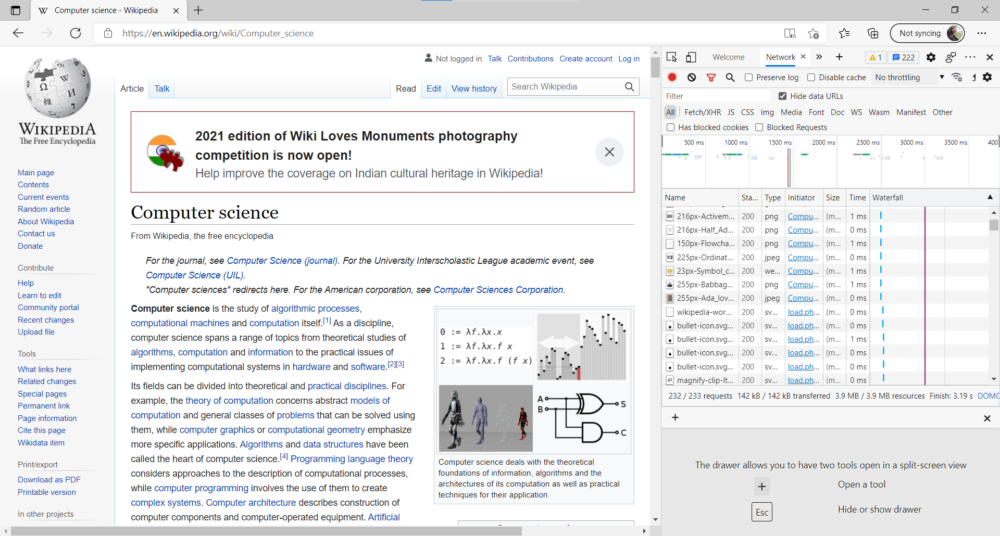 Computer science - Wikipedia
https://en.wikipedia.org/wiki/Computer_science
Not syncing
WIKIPEDIA
The Free Encyclopedia
Main page
Contents
Current events
Random article
About Wikipedia
Contact us
Donate
Contribute
Help
Learn to edit
Community portal
Recent changes
Upload file
Tools
What links here
Related changes
Special pages
Permanent link
Page information
Cite this page
Wikidata item
Print/export
Download as PDF
Printable version
In other projects
Not logged in Talk Contributions Create account Log in
Article Talk Read Edit View history Search Wikipedia
2021 edition of Wiki Loves Monuments photography
competition is now open!
Help improve the coverage on Indian cultural heritage in Wikipedia!
Computer science
From Wikipedia, the free encyclopedia
For the journal, see Computer Science (journal). For the University Interscholastic League academic event, see
Computer Science (UIL).
"Computer sciences" redirects here. For the American corporation, see Computer Sciences Corporation.
Computer science is the study of algorithmic processes,
computational machines and computation itself.[1] As a discipline,
computer science spans a range of topics from theoretical studies of
algorithms, computation and information to the practical issues of
implementing computational systems in hardware and software.[2][3]
Its fields can be divided into theoretical and practical disciplines. For
example, the theory of computation concerns abstract models of
computation and general classes of problems that can be solved using
them, while computer graphics or computational geometry emphasize
more specific applications. Algorithms and data structures have been
called the heart of computer science.[4] Programming language theory
considers approaches to the description of computational processes,
while computer programming involves the use of them to create
complex systems. Computer architecture describes construction of
computer components and computer-operated equipment. Artificial
0 := λf.λx.x
1 := λf.λx.f x
2 := λf.λx.f (f x)
A
B
S
C
Computer science deals with the theoretical
foundations of information, algorithms and the
architectures of its computation as well as practical
techniques for their application.
Welcome Network 1 222
Preserve log Disable cache No throttling
Filter Hide data URLs
All Fetch/XHR JS CSS Img Media Font Doc WS Wasm Manifest Other
Has blocked cookies Blocked Requests
500 ms 1000 ms 1500 ms 2000 ms 2500 ms 3000 ms 3500 ms 400
Name Sta... Type Initiator Size Time Waterfall
216px-Activem... 200 png Compu... (m... 1 ms
216px-Half_Ad... 200 png Compu... (m... 0 ms
150px-Flowcha... 200 png Compu... (m... 1 ms
225px-Ordinat... 200 jpeg Compu... (m... 0 ms
23px-Symbol_c... 200 we... Compu... (m... 1 ms
255px-Babbag... 200 png Compu... (m... 1 ms
255px-Ada_lov... 200 jpeg Compu... (m... 0 ms
wikipedia-wor... 200 sv... load.ph... (m... 0 ms
bullet-icon.svg... 200 sv... load.ph... (m... 0 ms
bullet-icon.svg... 200 sv... load.ph... (m... 1 ms
bullet-icon.svg... 200 sv... load.ph... (m... 0 ms
bullet-icon.svg... 200 sv... load.ph... (m... 0 ms
magnify-clip-lt... 200 sv... load.ph... (m... 0 ms
232 / 233 requests 142 kB / 142 kB transferred 3.9 MB / 3.9 MB resources Finish: 3.19 s DOMC
The drawer allows you to have two tools open in a split-screen view
+ Open a tool
Esc Hide or show drawer